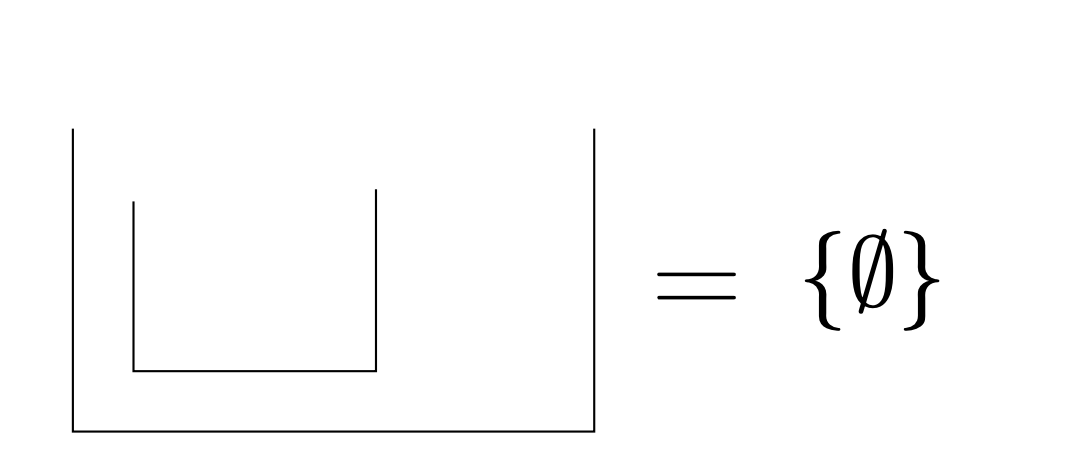 = {∅}